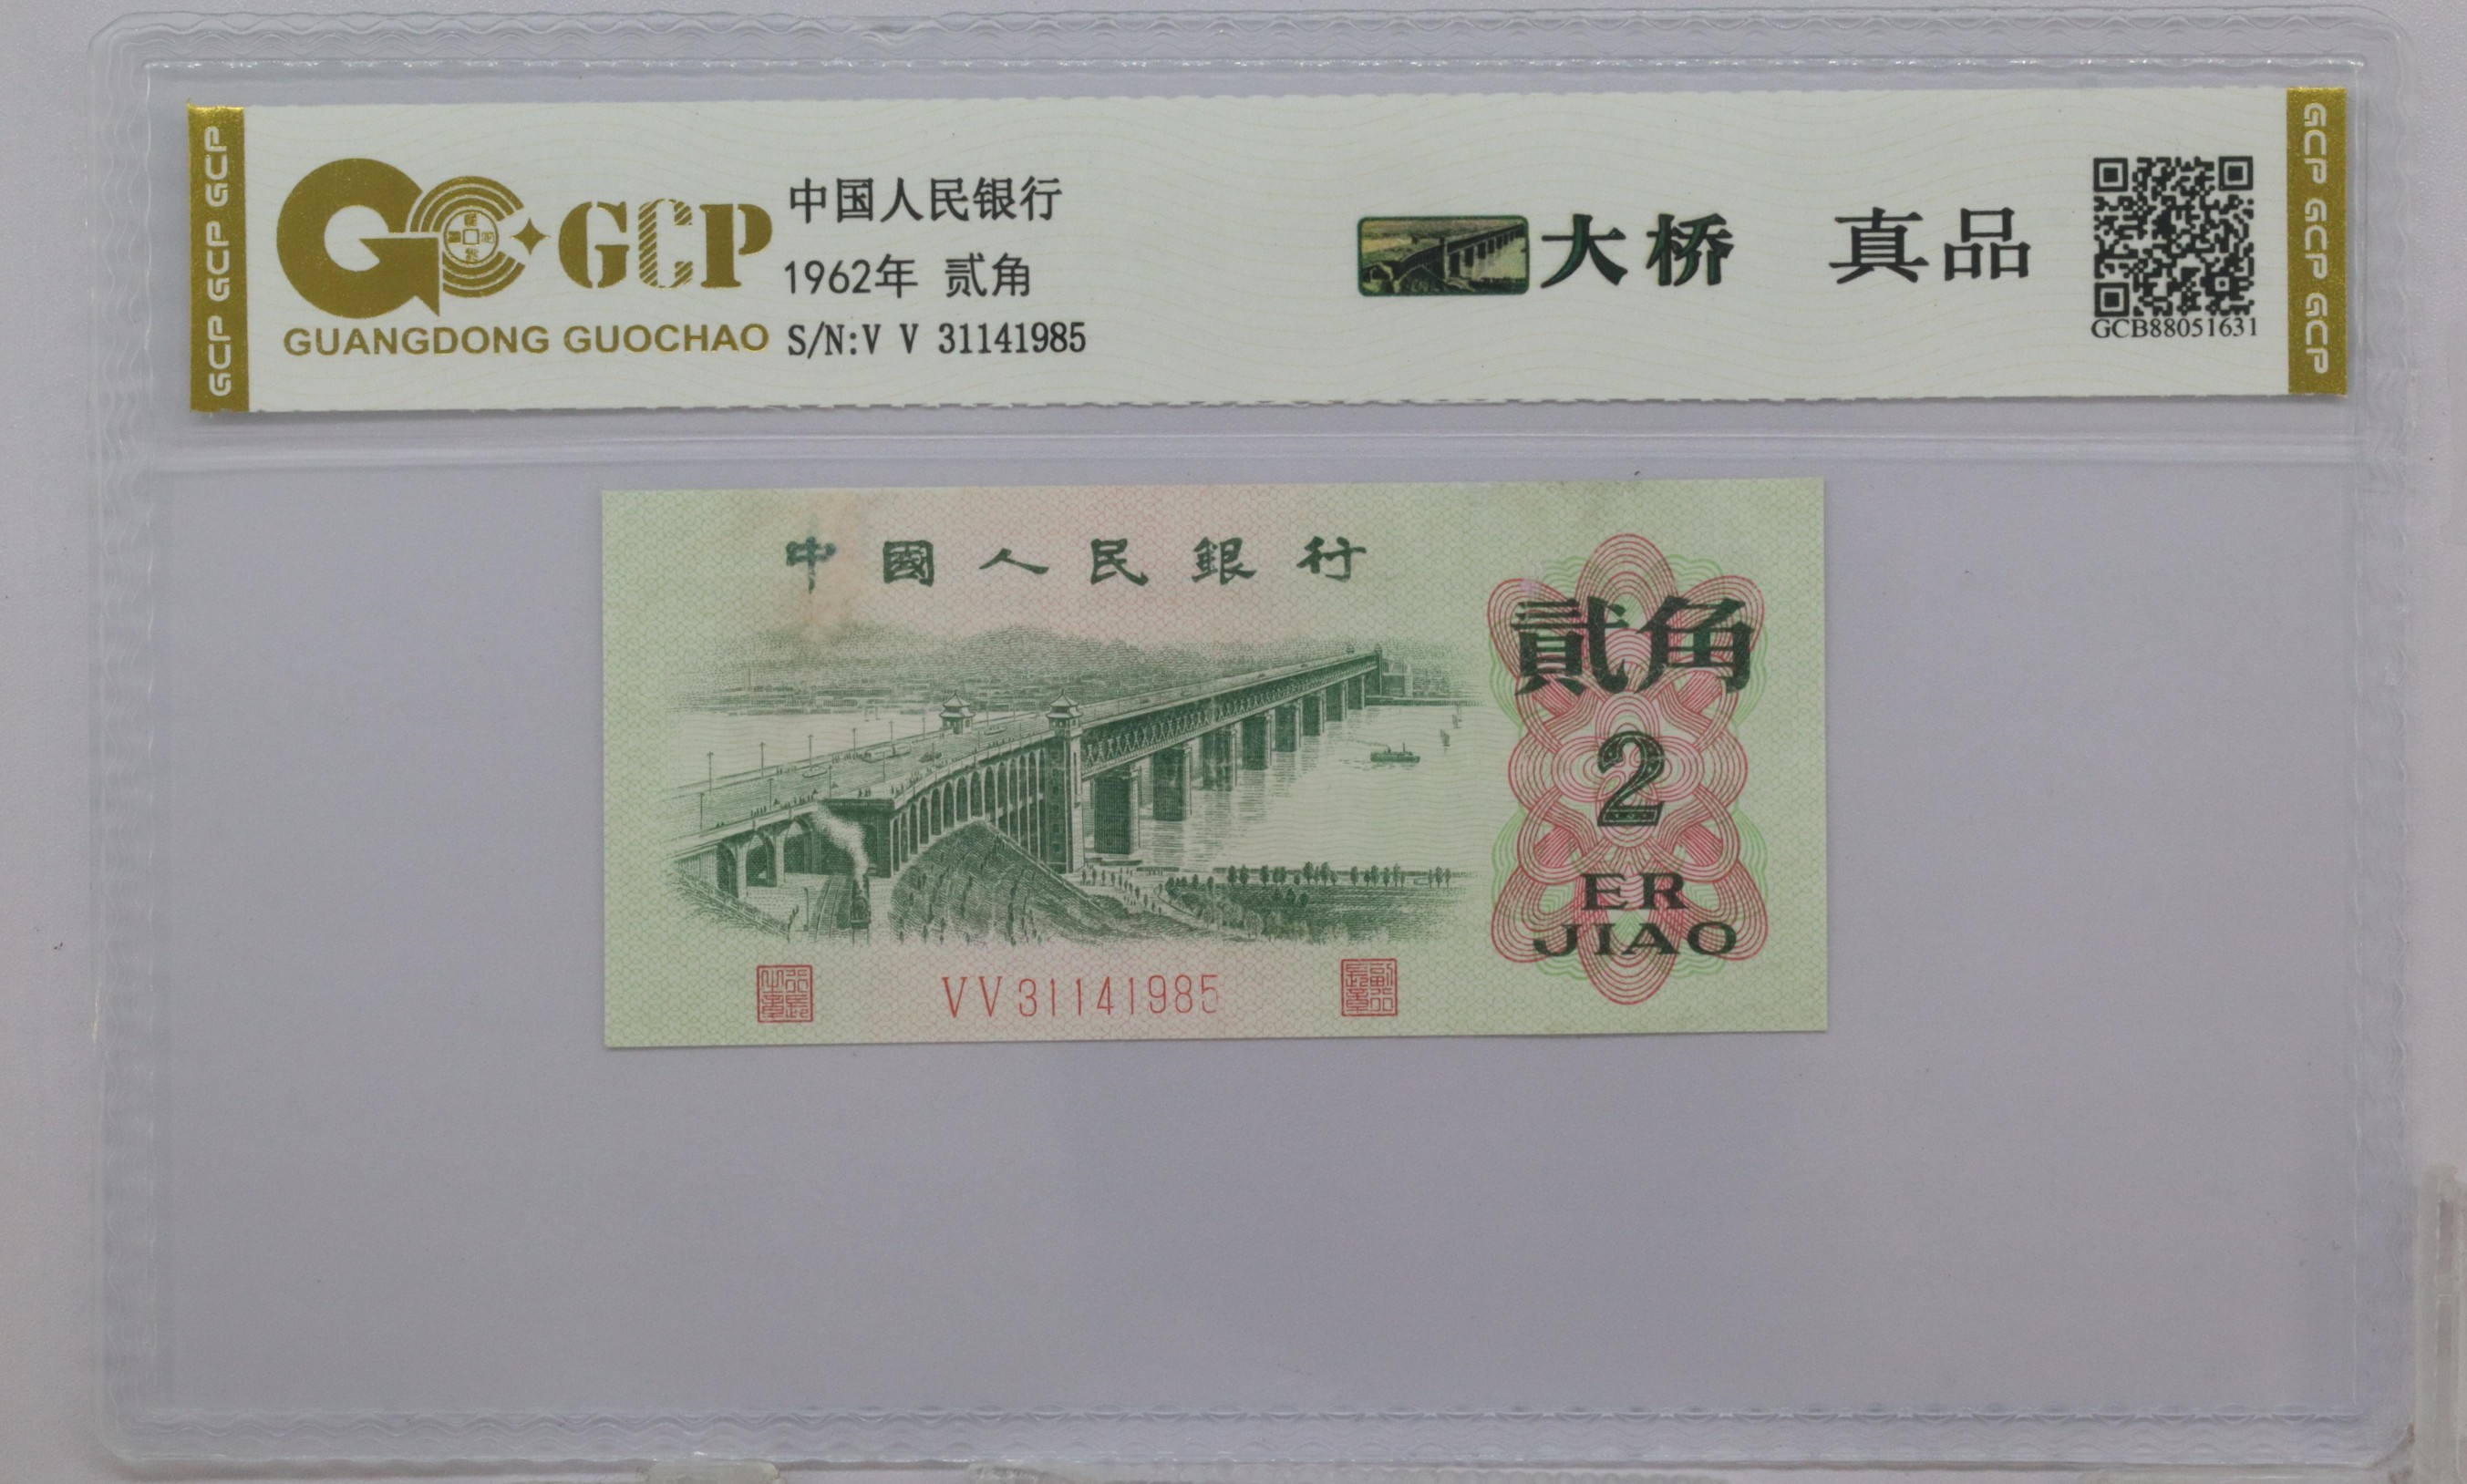 GCP GCP GCP
GCP
GUANGDONG GUOCHAO
中国人民银行
1962年 贰角
S/N:V V 31141985
大桥 真品
GCB88051631
GCP GCP GCP
中國人民銀行
貳角
2
ER
JIAO
VV31141985